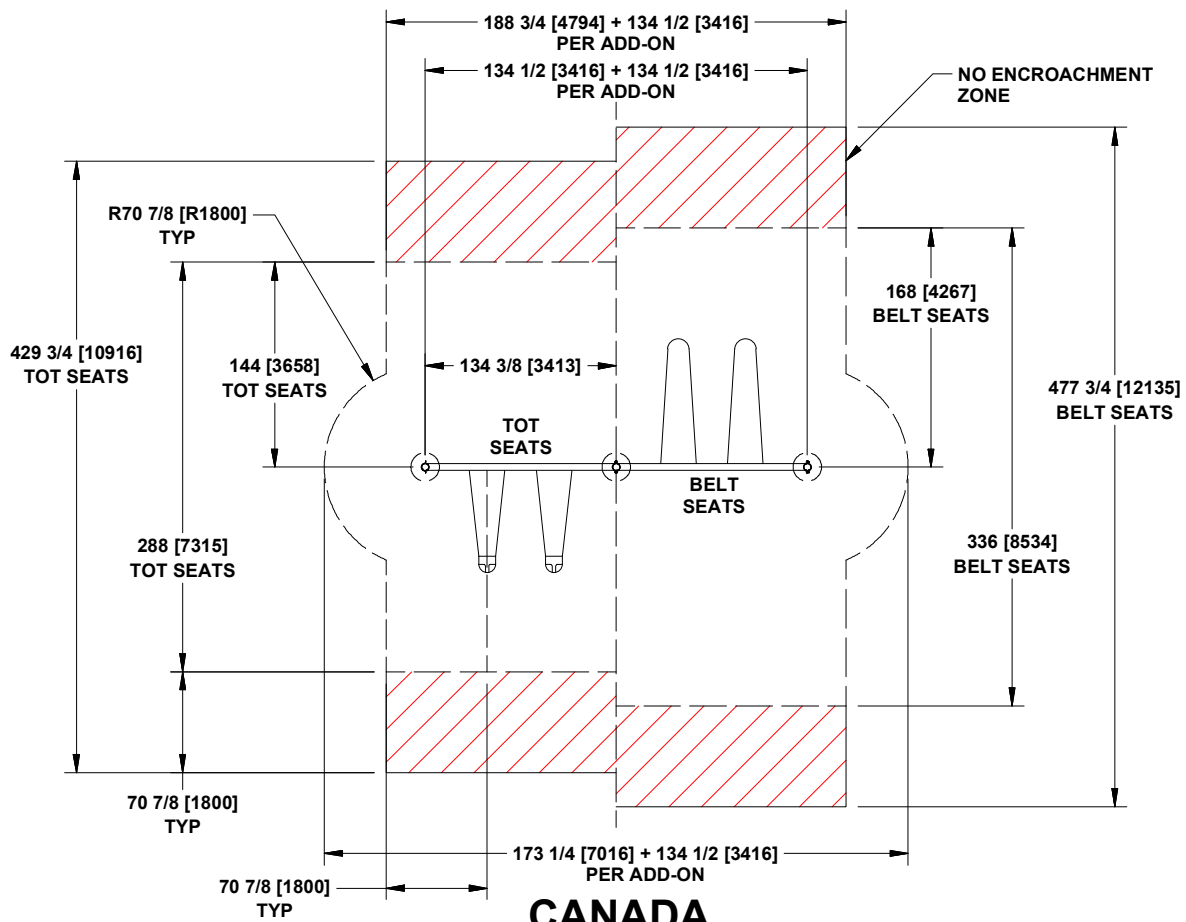 188 3/4 [4794] + 134 1/2 [3416]
PER ADD-ON
134 1/2 [3416] + 134 1/2 [3416]
PER ADD-ON
NO ENCROACHMENT
ZONE
R70 7/8 [R1800]
TYP
429 3/4 [10916]
TOT SEATS
144 [3658]
TOT SEATS
134 3/8 [3413]
168 [4267]
BELT SEATS
477 3/4 [12135]
BELT SEATS
TOT
SEATS
BELT
SEATS
288 [7315]
TOT SEATS
336 [8534]
BELT SEATS
70 7/8 [1800]
TYP
173 1/4 [7016] + 134 1/2 [3416]
PER ADD-ON
70 7/8 [1800]
TYP
CANADA